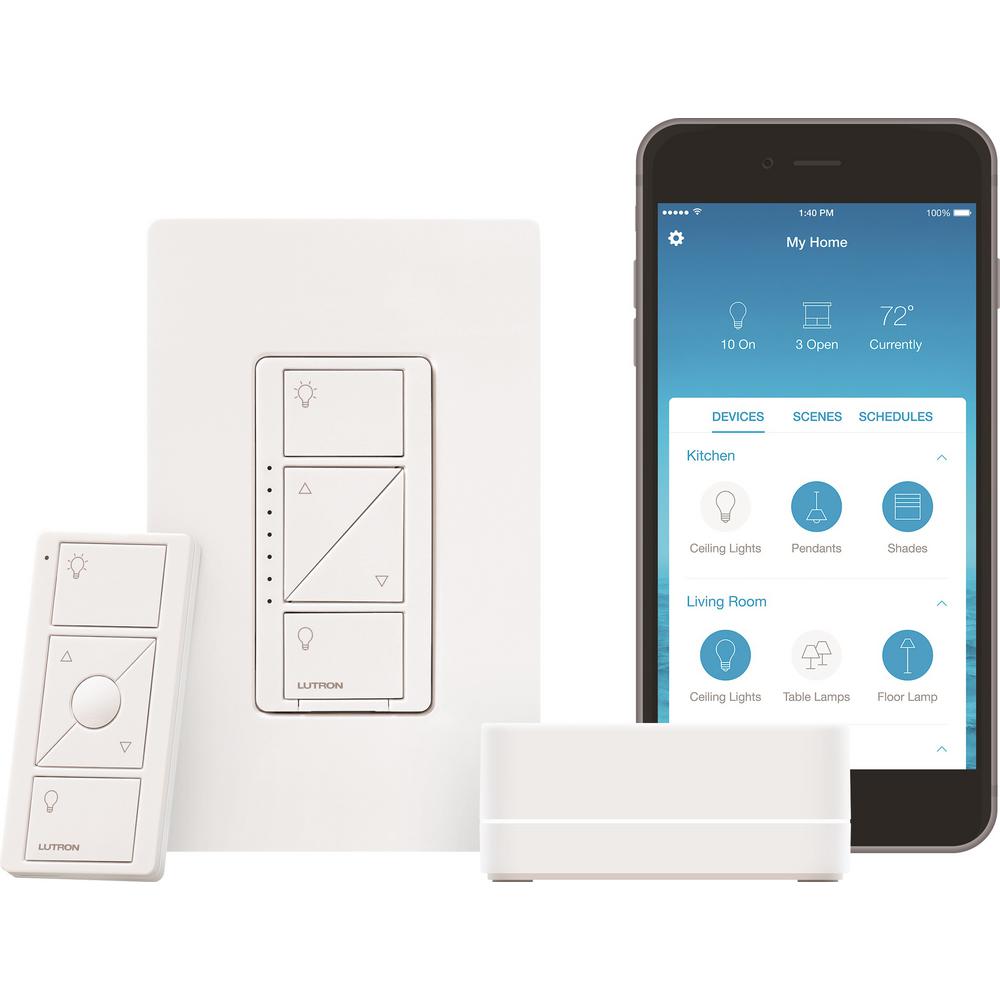 1:40 PM
100%
My Home
72°
10 On
3 Open
Currently
DEVICES
SCENES
SCHEDULES
Kitchen
Ceiling Lights
Pendants
Shades
Living Room
Ceiling Lights
Table Lamps
Floor Lamp
LUTRON
LUTRON